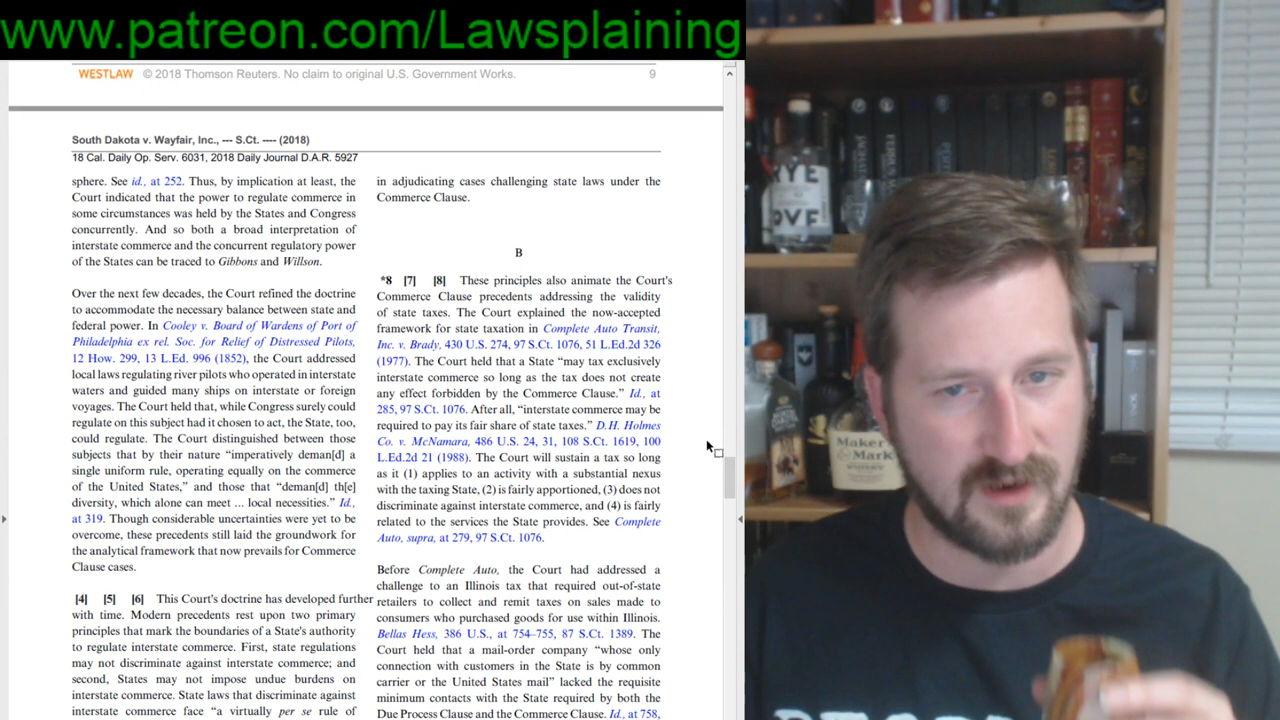 www.patreon.com/Lawsplaining
WESTLAW © 2018 Thomson Reuters. No claim to original U.S. Government Works. 9
South Dakota v. Wayfair, Inc., --- S.Ct. ---- (2018)
18 Cal. Daily Op. Serv. 6031, 2018 Daily Journal D.A.R. 5927
sphere. See id., at 252. Thus, by implication at least, the
Court indicated that the power to regulate commerce in
some circumstances was held by the States and Congress
concurrently. And so both a broad interpretation of
interstate commerce and the concurrent regulatory power
of the States can be traced to Gibbons and Willson.
Over the next few decades, the Court refined the doctrine
to accommodate the necessary balance between state and
federal power. In Cooley v. Board of Wardens of Port of
Philadelphia ex rel. Soc. for Relief of Distressed Pilots,
12 How. 299, 13 L.Ed. 996 (1852), the Court addressed
local laws regulating river pilots who operated in interstate
waters and guided many ships on interstate or foreign
voyages. The Court held that, while Congress surely could
regulate on this subject had it chosen to act, the State, too,
could regulate. The Court distinguished between those
subjects that by their nature “imperatively deman[d]
a single uniform rule, operating equally on the commerce
of the United States,” and those that “deman[d] th[e]
diversity, which alone can meet ... local necessities.” Id.,
at 319. Though considerable uncertainties were yet to be
overcome, these precedents still laid the groundwork for
the analytical framework that now prevails for Commerce
Clause cases.
[4] [5] [6] This Court's doctrine has developed further
with time. Modern precedents rest upon two primary
principles that mark the boundaries of a State's authority
to regulate interstate commerce. First, state regulations
may not discriminate against interstate commerce; and
second, States may not impose undue burdens on
interstate commerce. State laws that discriminate against
interstate commerce face “a virtually per se rule of
in adjudicating cases challenging state laws under the
Commerce Clause.
B
*8 [7] [8] These principles also animate the Court's
Commerce Clause precedents addressing the validity
of state taxes. The Court explained the now-accepted
framework for state taxation in Complete Auto Transit,
Inc. v. Brady, 430 U.S. 274, 97 S.Ct. 1076, 51 L.Ed.2d 326
(1977). The Court held that a State “may tax exclusively
interstate commerce so long as the tax does not create
any effect forbidden by the Commerce Clause.” Id., at
285, 97 S.Ct. 1076. After all, “interstate commerce may be
required to pay its fair share of state taxes.” D.H. Holmes
Co. v. McNamara, 486 U.S. 24, 31, 108 S.Ct. 1619, 100
L.Ed.2d 21 (1988). The Court will sustain a tax so long
as it (1) applies to an activity with a substantial nexus
with the taxing State, (2) is fairly apportioned, (3) does not
discriminate against interstate commerce, and (4) is fairly
related to the services the State provides. See Complete
Auto, supra, at 279, 97 S.Ct. 1076.
Before Complete Auto, the Court had addressed a
challenge to an Illinois tax that required out-of-state
retailers to collect and remit taxes on sales made to
consumers who purchased goods for use within Illinois.
Bellas Hess, 386 U.S., at 754–755, 87 S.Ct. 1389. The
Court held that a mail-order company “whose only
connection with customers in the State is by common
carrier or the United States mail” lacked the requisite
minimum contacts with the State required by both the
Due Process Clause and the Commerce Clause. Id., at 758,
RYE
Maker's
Mark